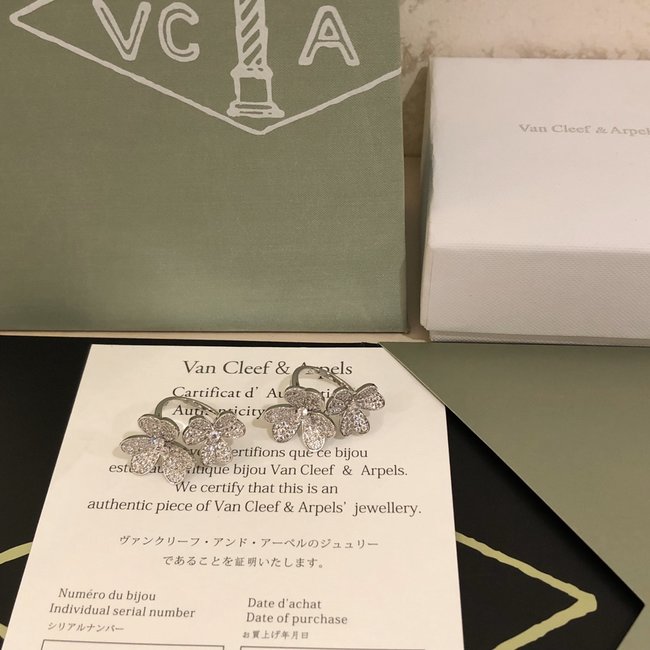 VC A
Van Cleef & Arpels
Van Cleef & Arpels
Cartificat d'
d'une certifions que ce bijou
bijou Van Cleef & Arpels.
We certify that this is an
authentic piece of Van Cleef & Arpels' jewellery.
ヴァンクリーフ・アンド・アーペルのジュュリー
であることを証明いたします。
Numéro du bijou
Individual serial number
シリアルナンバー
Date d'achat
Date of purchase
お買上げ年月日